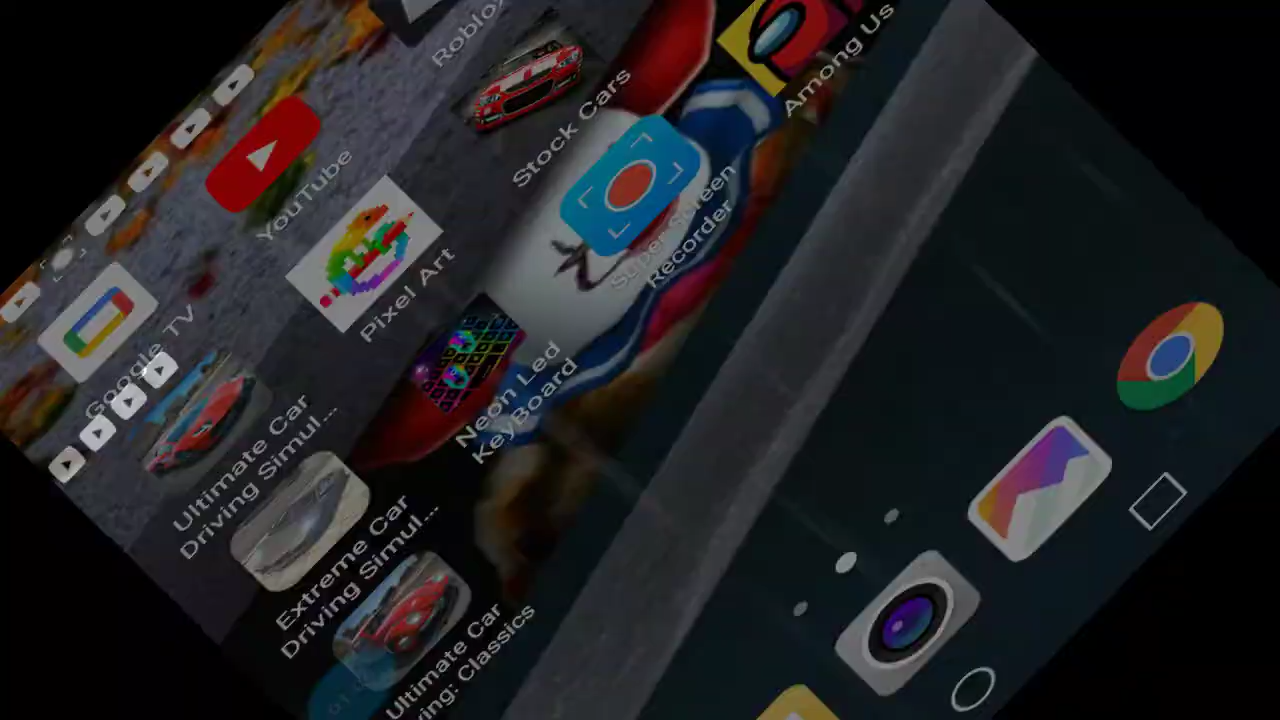 Roblox
Among Us
Stock Cars
YouTube
Super Screen
Recorder
Pixel Art
Google TV
Neon Led
KeyBoard
Ultimate Car
Driving Simul...
Extreme Car
Driving Simul...
Ultimate Car
ving: Classics